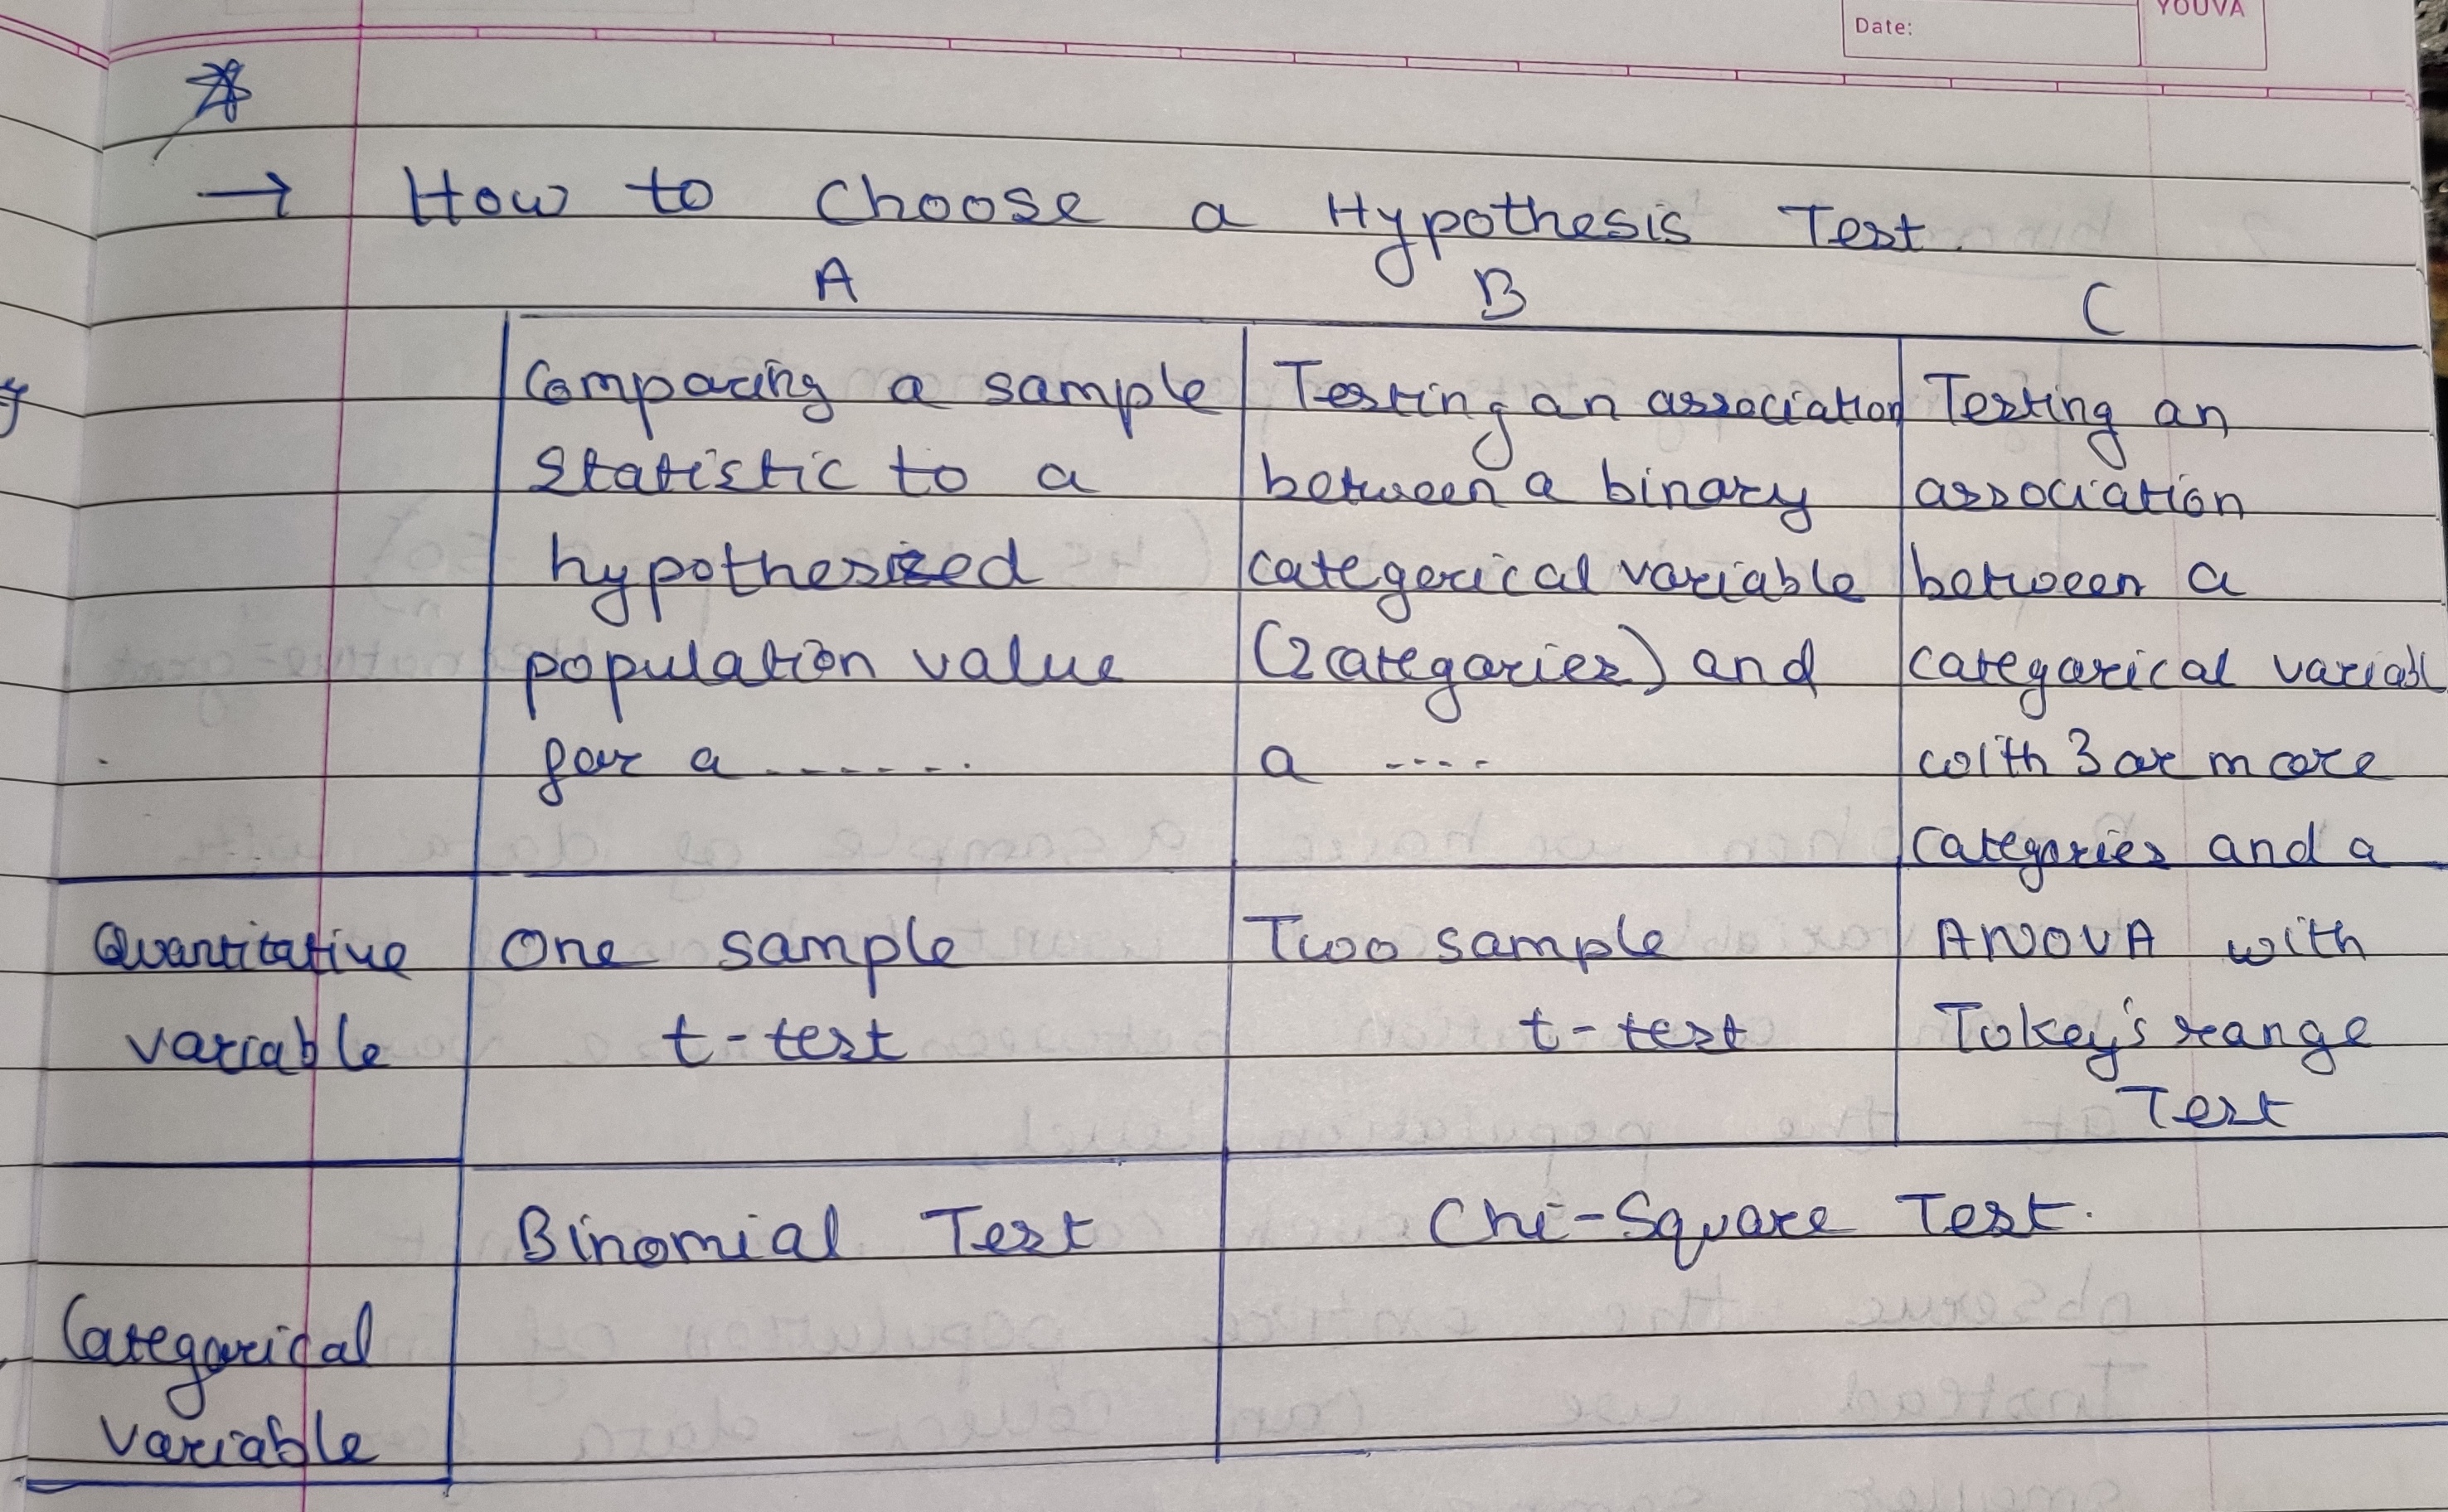 YOUVA
Date:
→ How to Choose a Hypothesis Test.
A B C
Comparing a sample
statistic to a
hypothesized
population value
for a ......
Testing an association
between a binary
categorical variable
(2 categories) and
a ....
Testing an
association
between a
categorical variabl
with 3 or more
categories and a
Quantitative
variable
One sample
t-test
Two sample
t-test
ANOVA with
Tukey's range
Test
Categorical
variable
Binomial Test
Chi-Square Test.